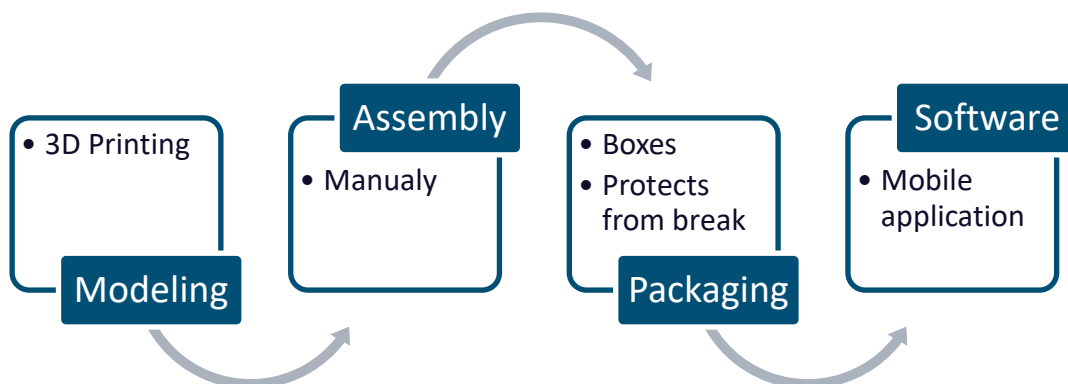 • 3D Printing
Modeling
Assembly
• Manualy
• Boxes
• Protects
from break
Packaging
Software
• Mobile
application